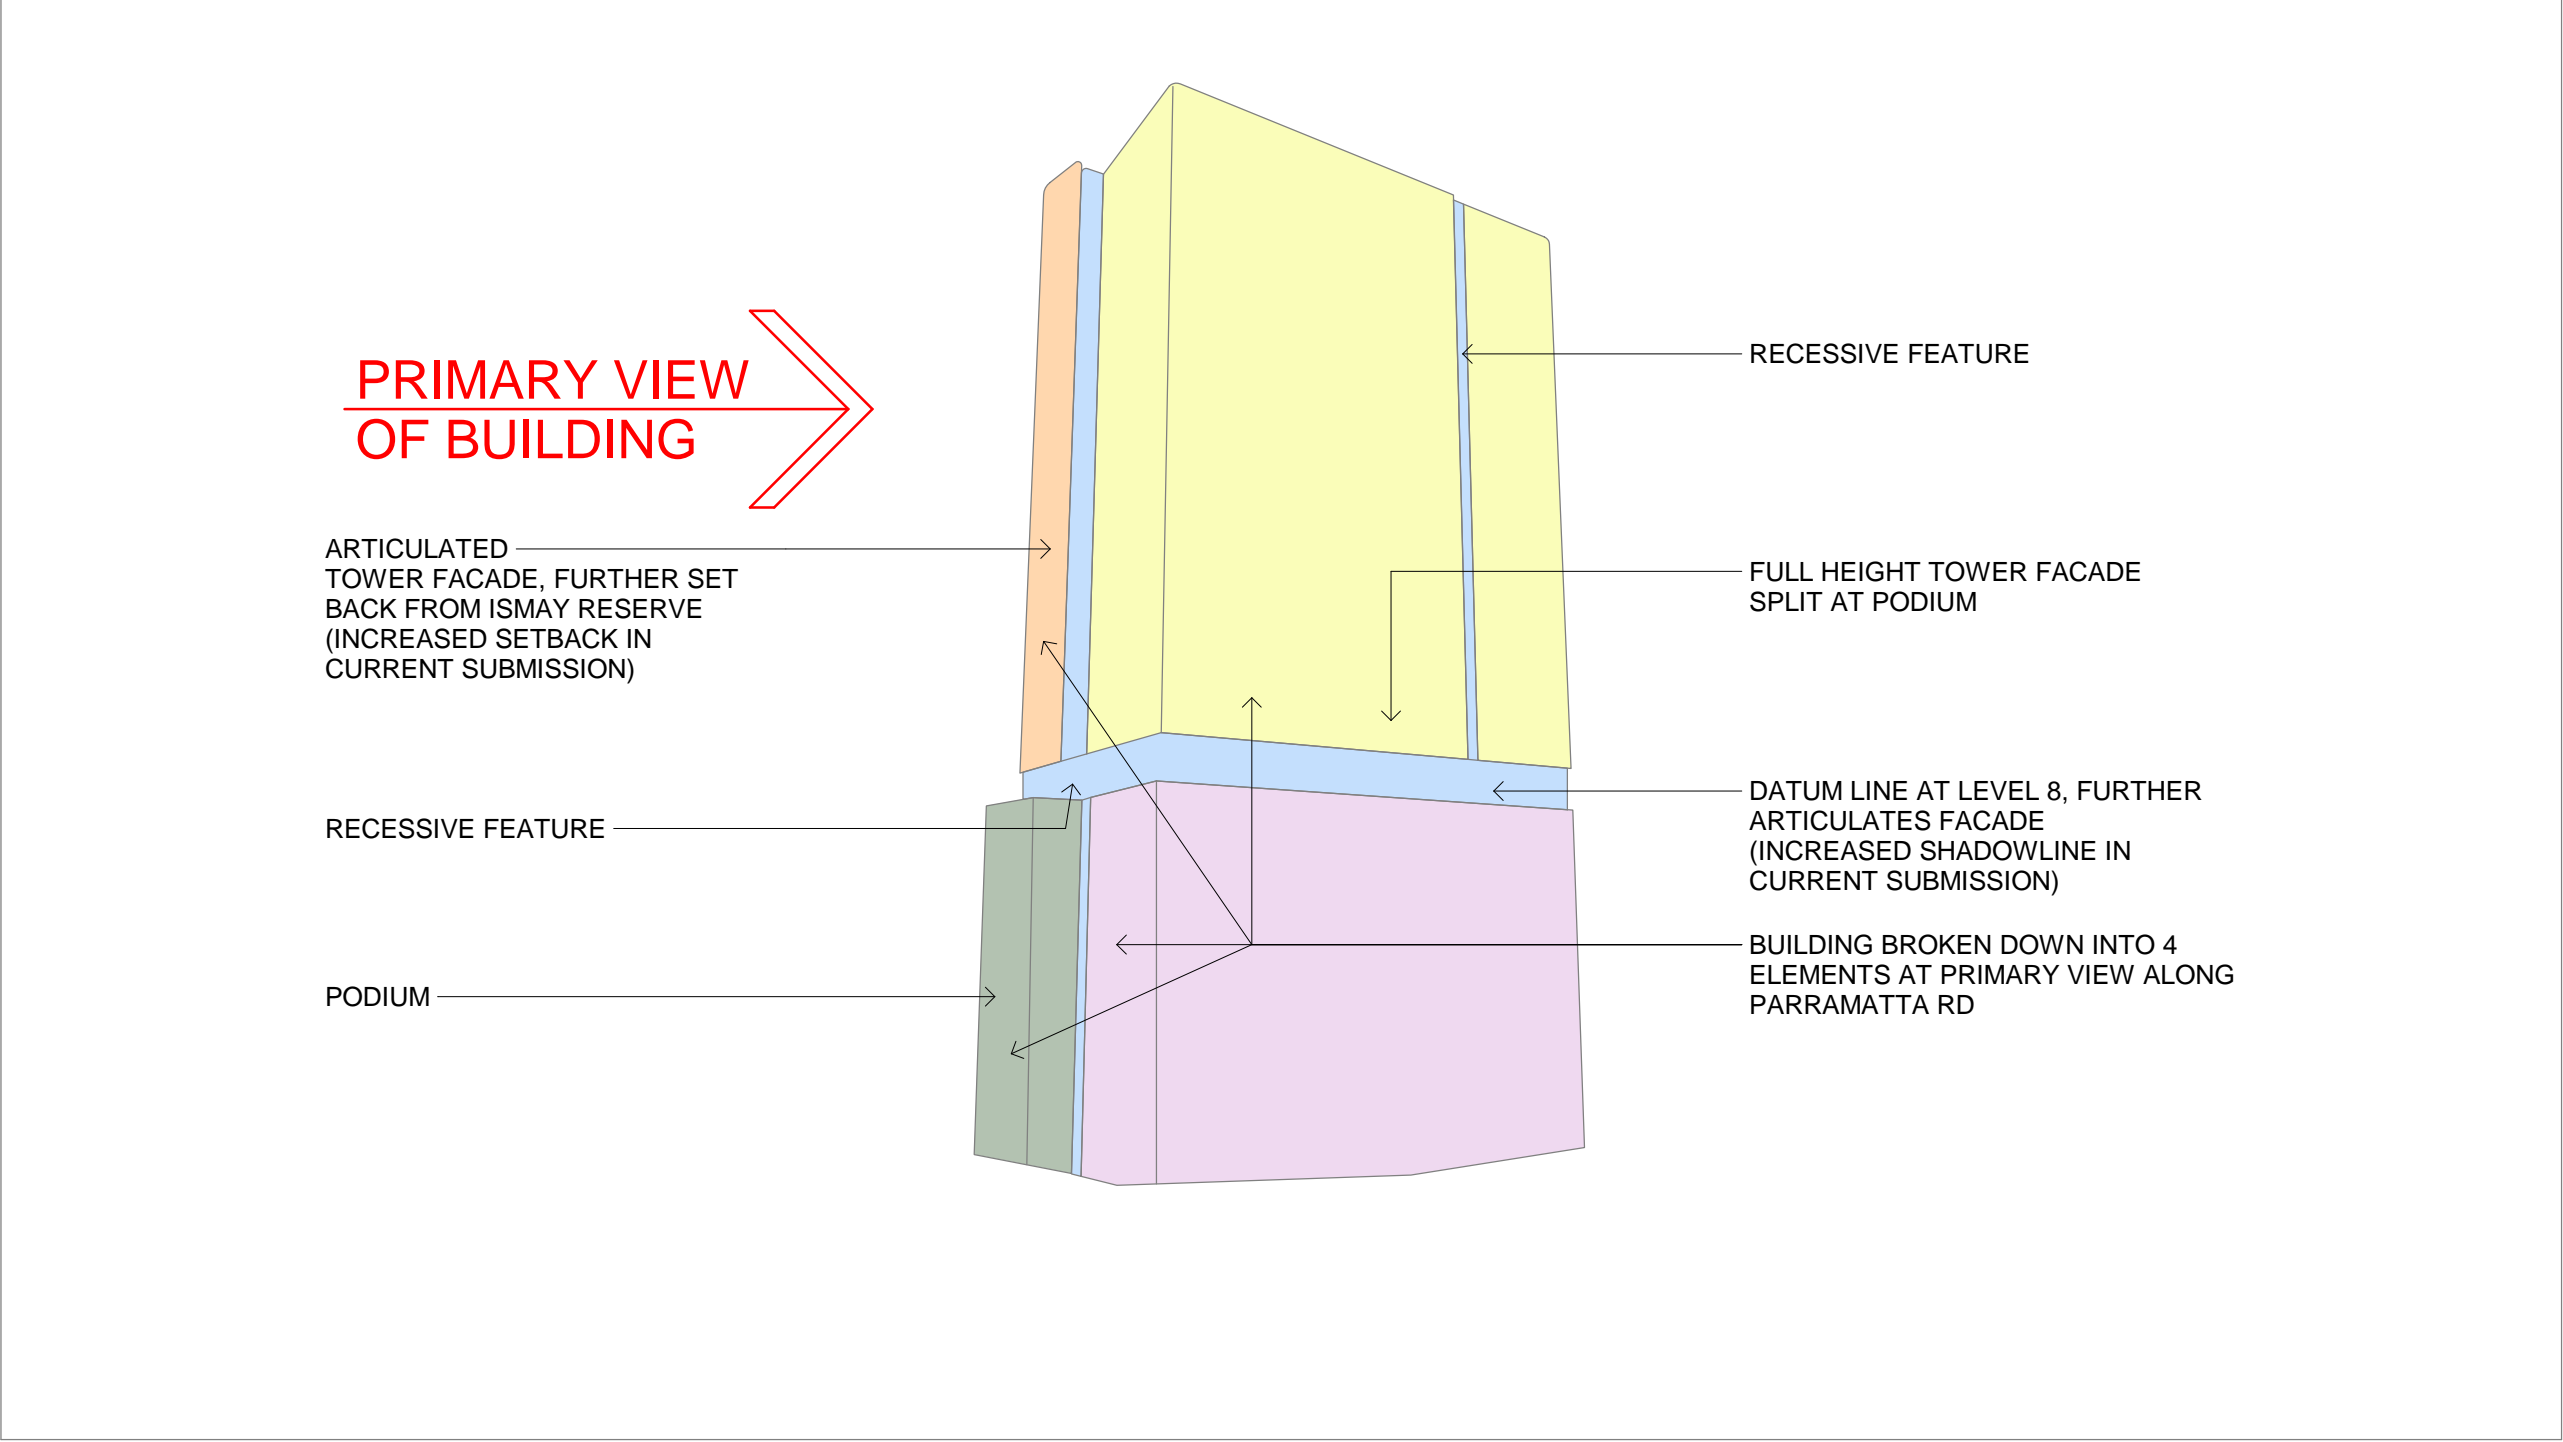 PRIMARY VIEW
OF BUILDING
ARTICULATED
TOWER FACADE, FURTHER SET
BACK FROM ISMAY RESERVE
(INCREASED SETBACK IN
CURRENT SUBMISSION)
RECESSIVE FEATURE
PODIUM
RECESSIVE FEATURE
FULL HEIGHT TOWER FACADE
SPLIT AT PODIUM
DATUM LINE AT LEVEL 8, FURTHER
ARTICULATES FACADE
(INCREASED SHADOWLINE IN
CURRENT SUBMISSION)
BUILDING BROKEN DOWN INTO 4
ELEMENTS AT PRIMARY VIEW ALONG
PARRAMATTA RD